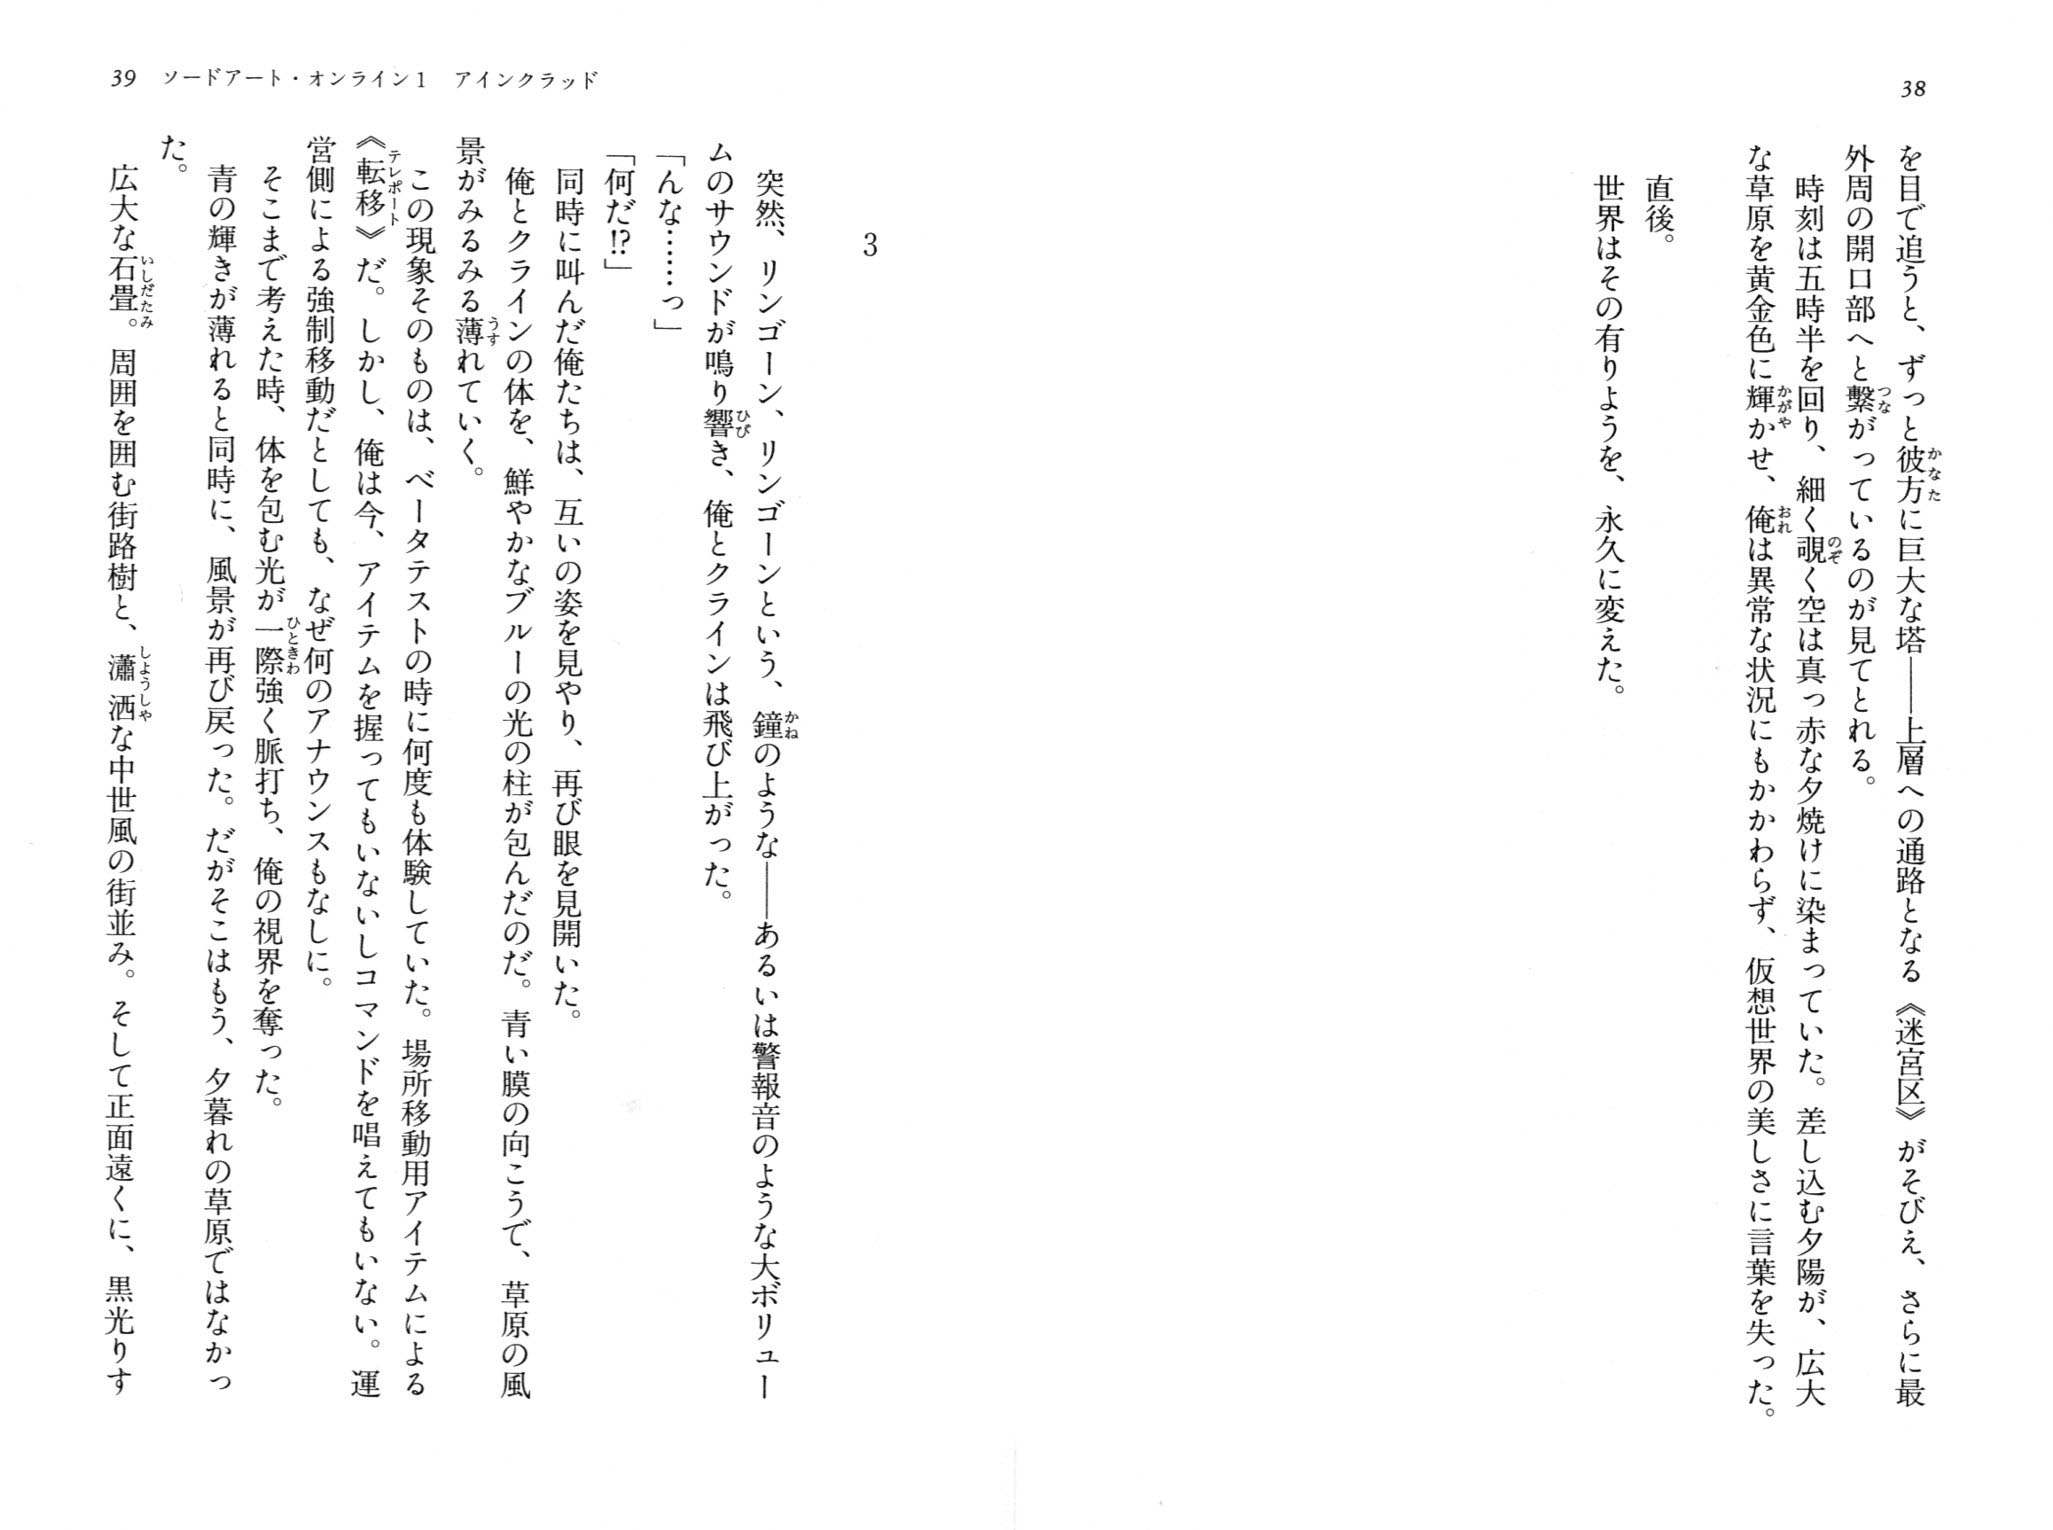 38
を目で追うと、ずっと彼方に巨大な塔――上層への通路となる《迷宮区》がそびえ、さらに最
外周の開口部へと繋がっているのが見てとれる。
時刻は五時半を回り、細く覗く空は真っ赤な夕焼けに染まっていた。差し込む夕陽が、広大
な草原を黄金色に輝かせ、俺は異常な状況にもかかわらず、仮想世界の美しさに言葉を失った。
直後。
世界はその有りようを、永久に変えた。
39 ソードアート・オンライン1 アインクラッド
3
突然、リンゴーン、リンゴーンという、鐘のような――あるいは警報音のような大ボリュー
ムのサウンドが鳴り響き、俺とクラインは飛び上がった。
「んな……っ」
「何だ!?」
同時に叫んだ俺たちは、互いの姿を見やり、再び眼を見開いた。
俺とクラインの体を、鮮やかなブルーの光の柱が包んだのだ。青い膜の向こうで、草原の風
景がみるみる薄れていく。
この現象そのものは、ベータテストの時に何度も体験していた。場所移動用アイテムによる
《転移》だ。しかし、俺は今、アイテムを握ってもいないしコマンドを唱えてもいない。運
営側による強制移動だとしても、なぜ何のアナウンスもなしに。
そこまで考えた時、体を包む光が一際強く脈打ち、俺の視界を奪った。
青の輝きが薄れると同時に、風景が再び戻った。だがそこはもう、夕暮れの草原ではなかっ
た。
広大な石畳。周囲を囲む街路樹と、瀟洒な中世風の街並み。そして正面遠くに、黒光りす